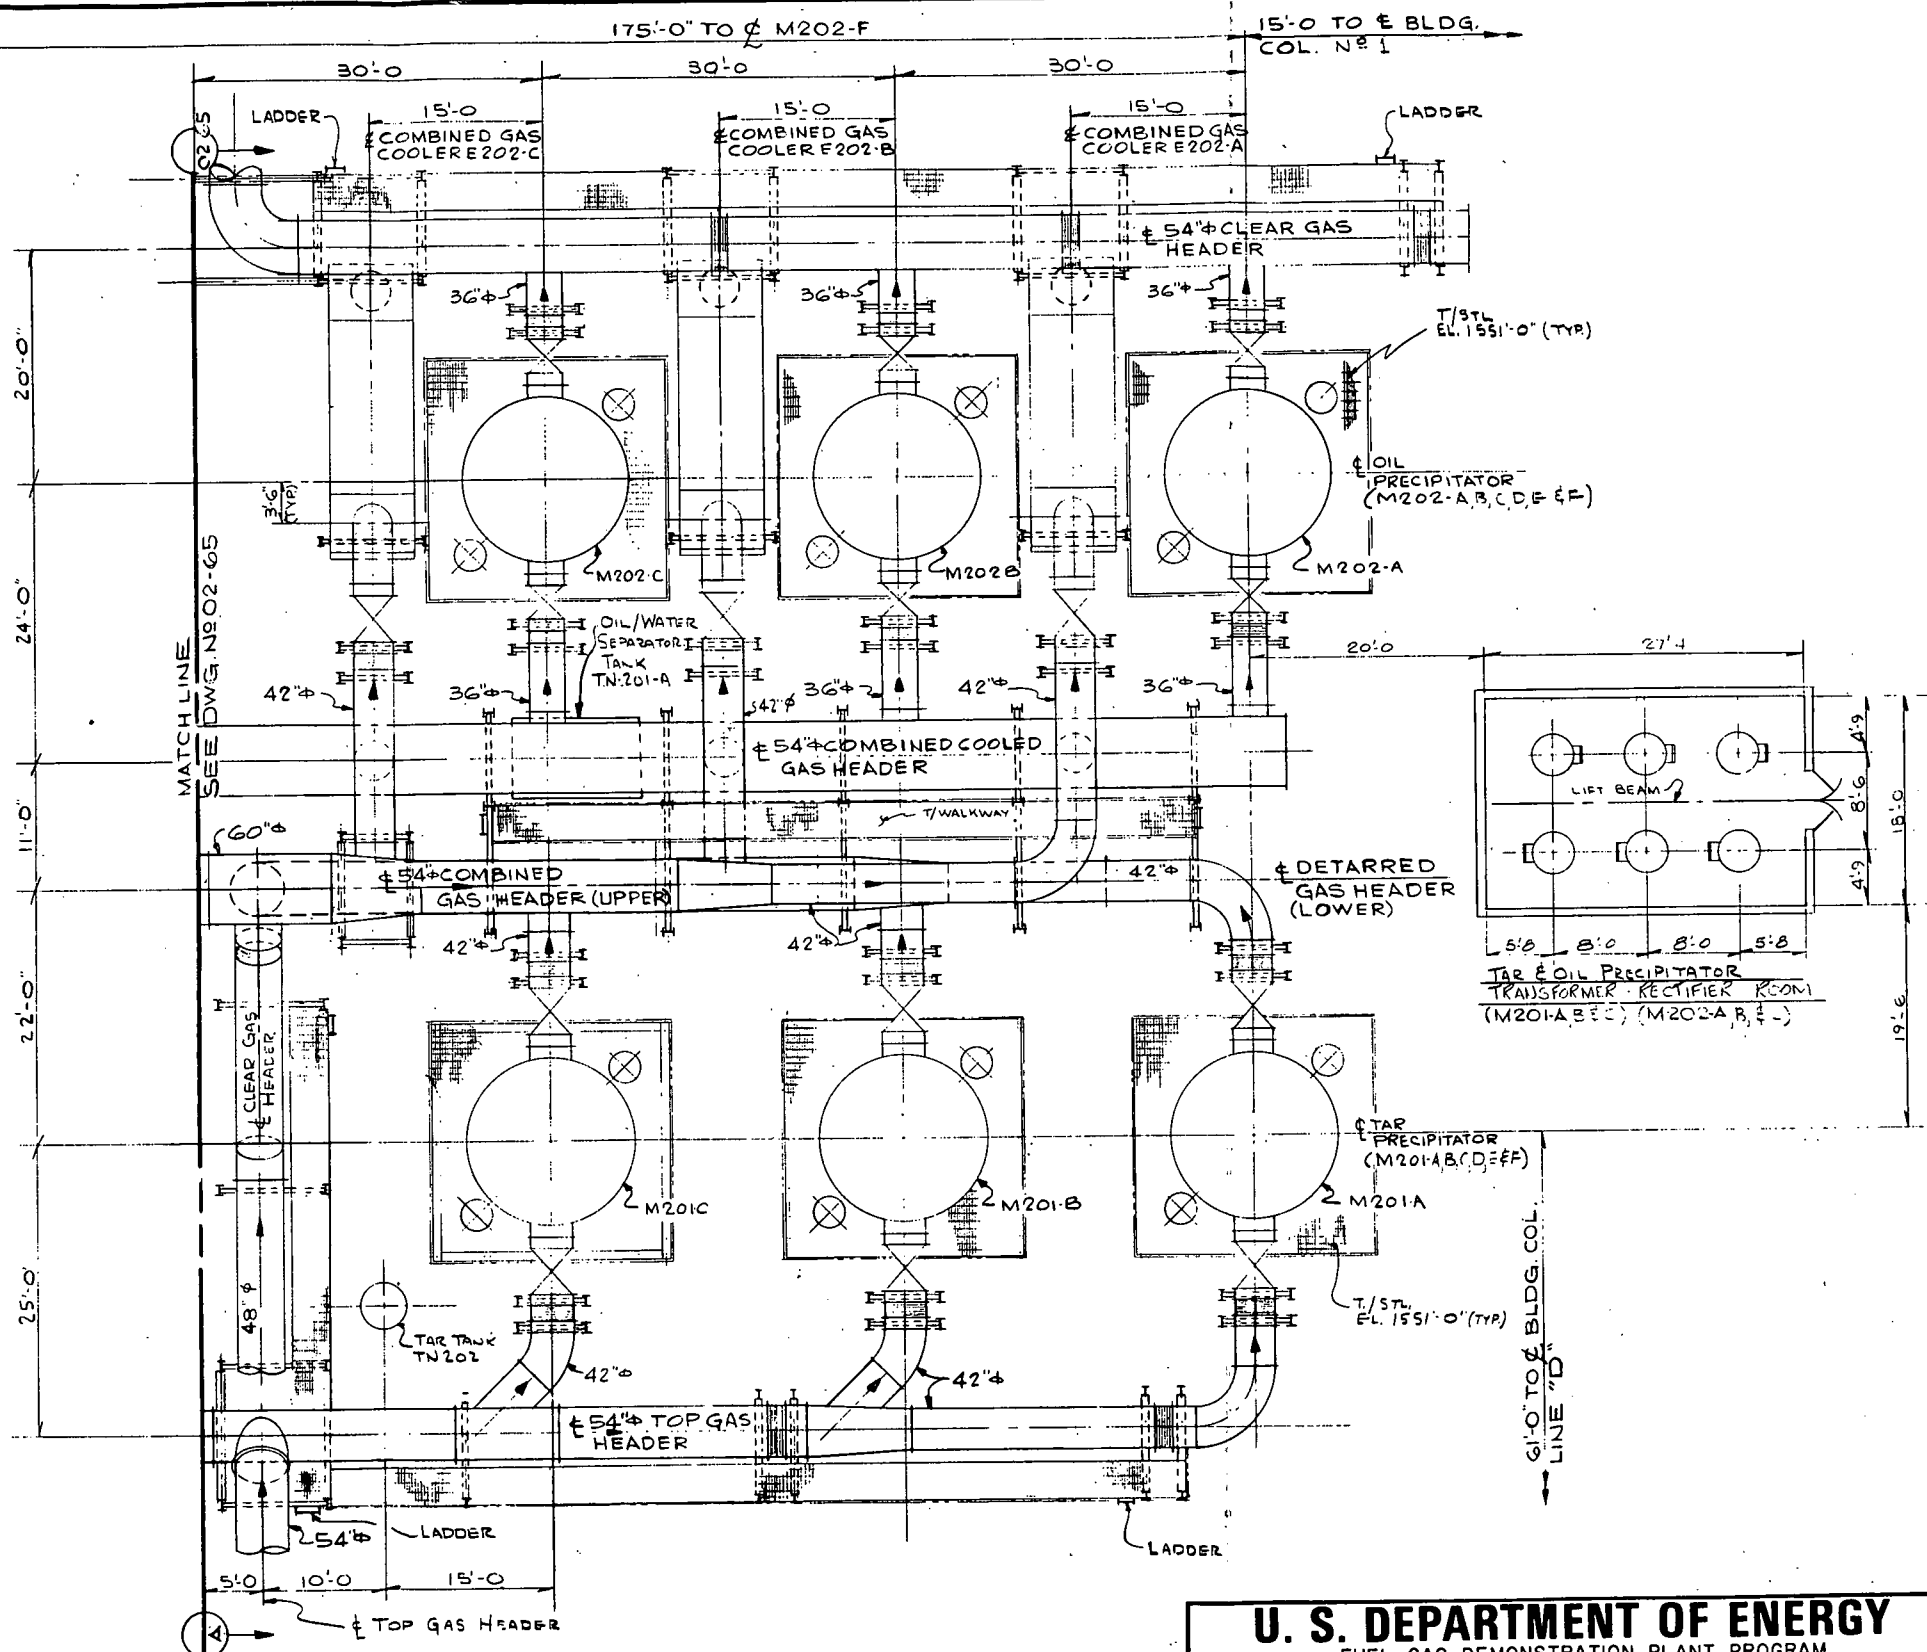 175'-0" TO ℄ M202-F
15'-0 TO ℄ BLDG.
COL. Nº 1
30'-0
30'-0
30'-0
15'-0
15'-0
15'-0
LADDER
LADDER
℄ COMBINED GAS
COOLER E202-C
℄ COMBINED GAS
COOLER E202-B
℄ COMBINED GAS
COOLER E202-A
02-65
℄ 54"Φ CLEAR GAS
HEADER
36"Φ
36"Φ
36"Φ
T/STL
EL. 1551'-0" (TYP.)
20'-0"
℄ OIL
PRECIPITATOR
(M202-A,B,C,D,E & F)
3'-6"
(TYP.)
M202-C
M202B
M202-A
24'-0"
MATCH LINE
SEE DWG. Nº 02-65
OIL/WATER
SEPARATOR
TANK
TN-201-A
42"Φ
36"Φ
42"Φ
36"Φ
42"Φ
36"Φ
20'-0
27'-4
℄ 54"Φ COMBINED COOLED
GAS HEADER
T/WALKWAY
LIFT BEAM
4'-9
8'-6
4'-9
18'-0
11'-0"
60"Φ
℄ 54"Φ COMBINED
GAS HEADER (UPPER)
42"Φ
℄ DETARRED
GAS HEADER
(LOWER)
42"Φ
42"Φ
5'-8
8'-0
8'-0
5'-8
TAR & OIL PRECIPITATOR
TRANSFORMER - RECTIFIER ROOM
(M201-A,B & C) (M202-A,B, & C)
19'-6
22'-0"
℄ CLEAR GAS
HEADER
℄ TAR
PRECIPITATOR
(M201-A,B,C,D,E & F)
M201C
M201-B
M201-A
48"Φ
25'-0"
TAR TANK
TN202
T./STL.
EL. 1551'-0" (TYP.)
42"Φ
42"Φ
℄ 54"Φ TOP GAS
HEADER
61'-0" TO ℄ BLDG. COL.
LINE "D"
54"Φ
LADDER
LADDER
5'-0
10'-0
15'-0
℄ TOP GAS HEADER
A
U. S. DEPARTMENT OF ENERGY
FUEL GAS DEMONSTRATION PLANT PROGRAM